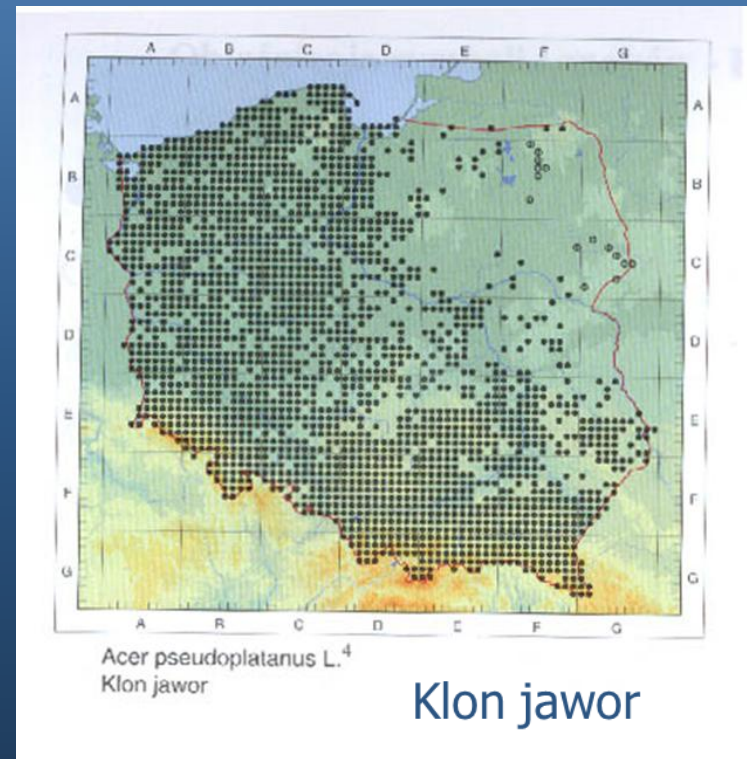 A B C D E F G
A A
B B
C C
D D
E E
F F
G G
A B C D E F G
Acer pseudoplatanus L.4
Klon jawor
Klon jawor